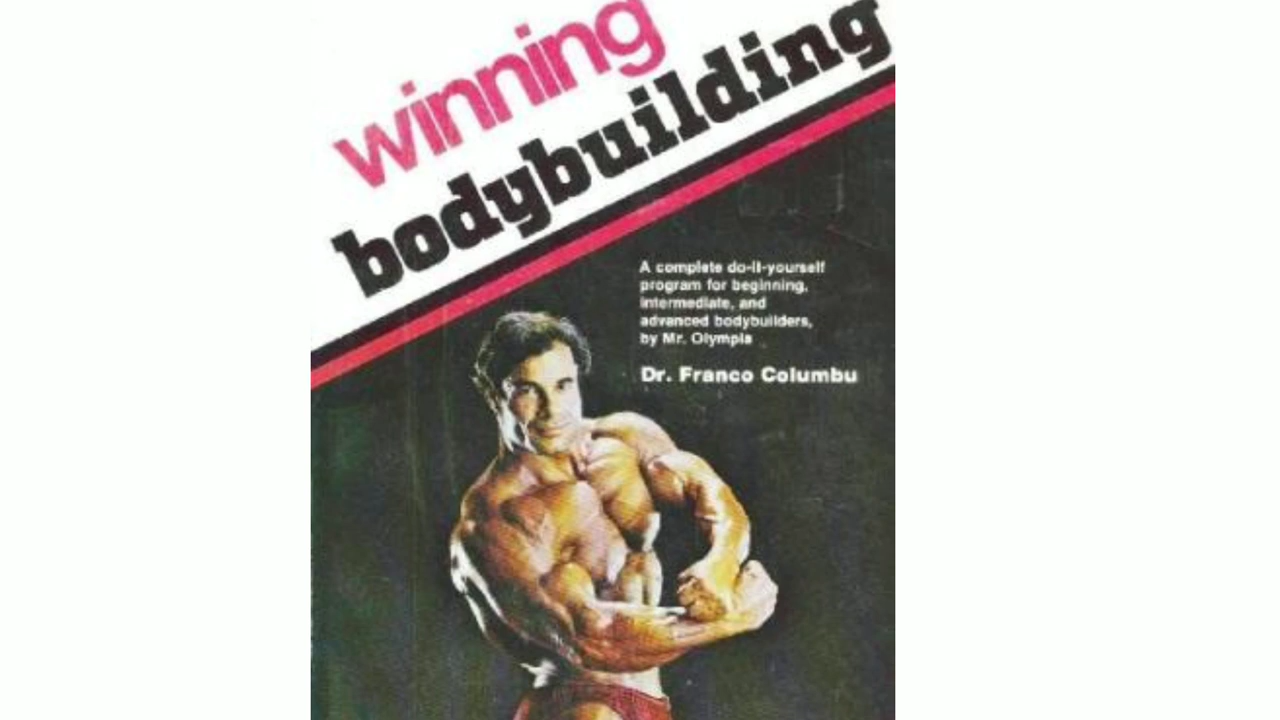 winning
bodybuilding
A complete do-it-yourself
program for beginning,
intermediate, and
advanced bodybuilders,
by Mr. Olympia
Dr. Franco Columbu